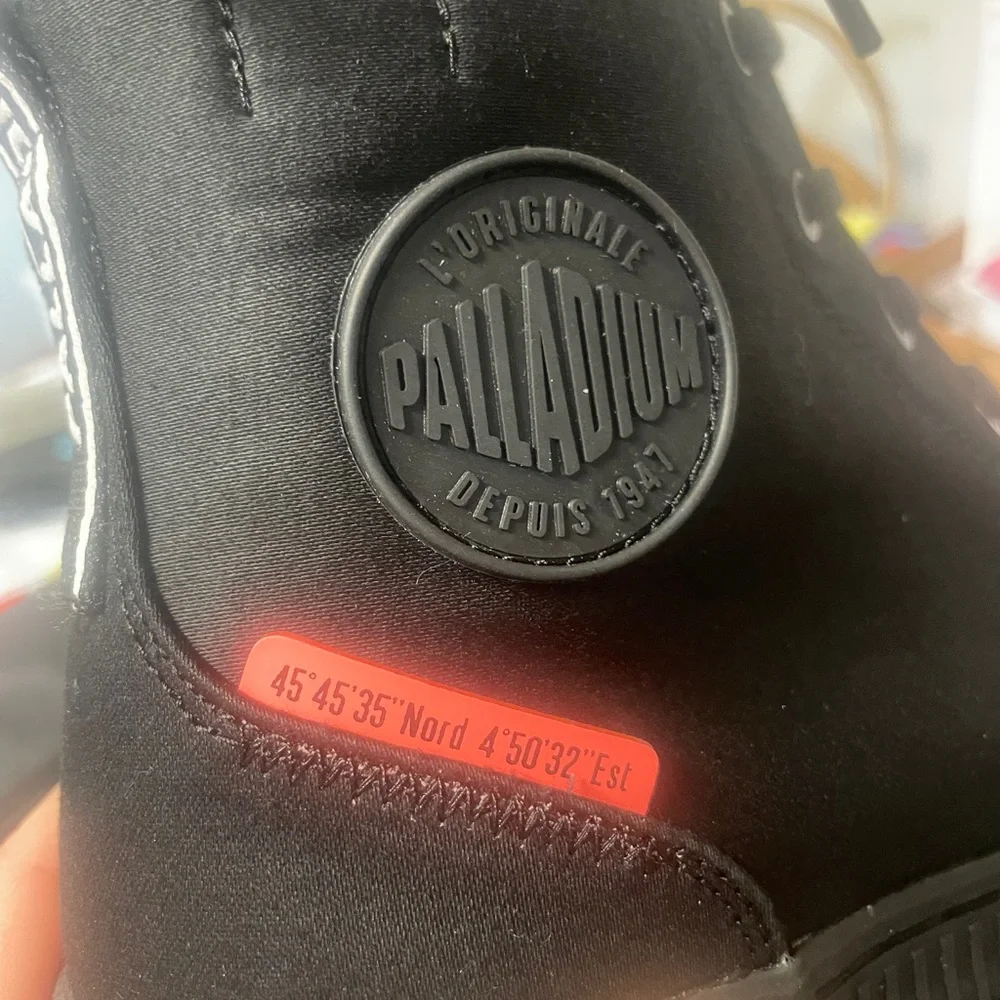 L'ORIGINALE
PALLADIUM
DEPUIS 1947
45°45'35"Nord 4°50'32"Est